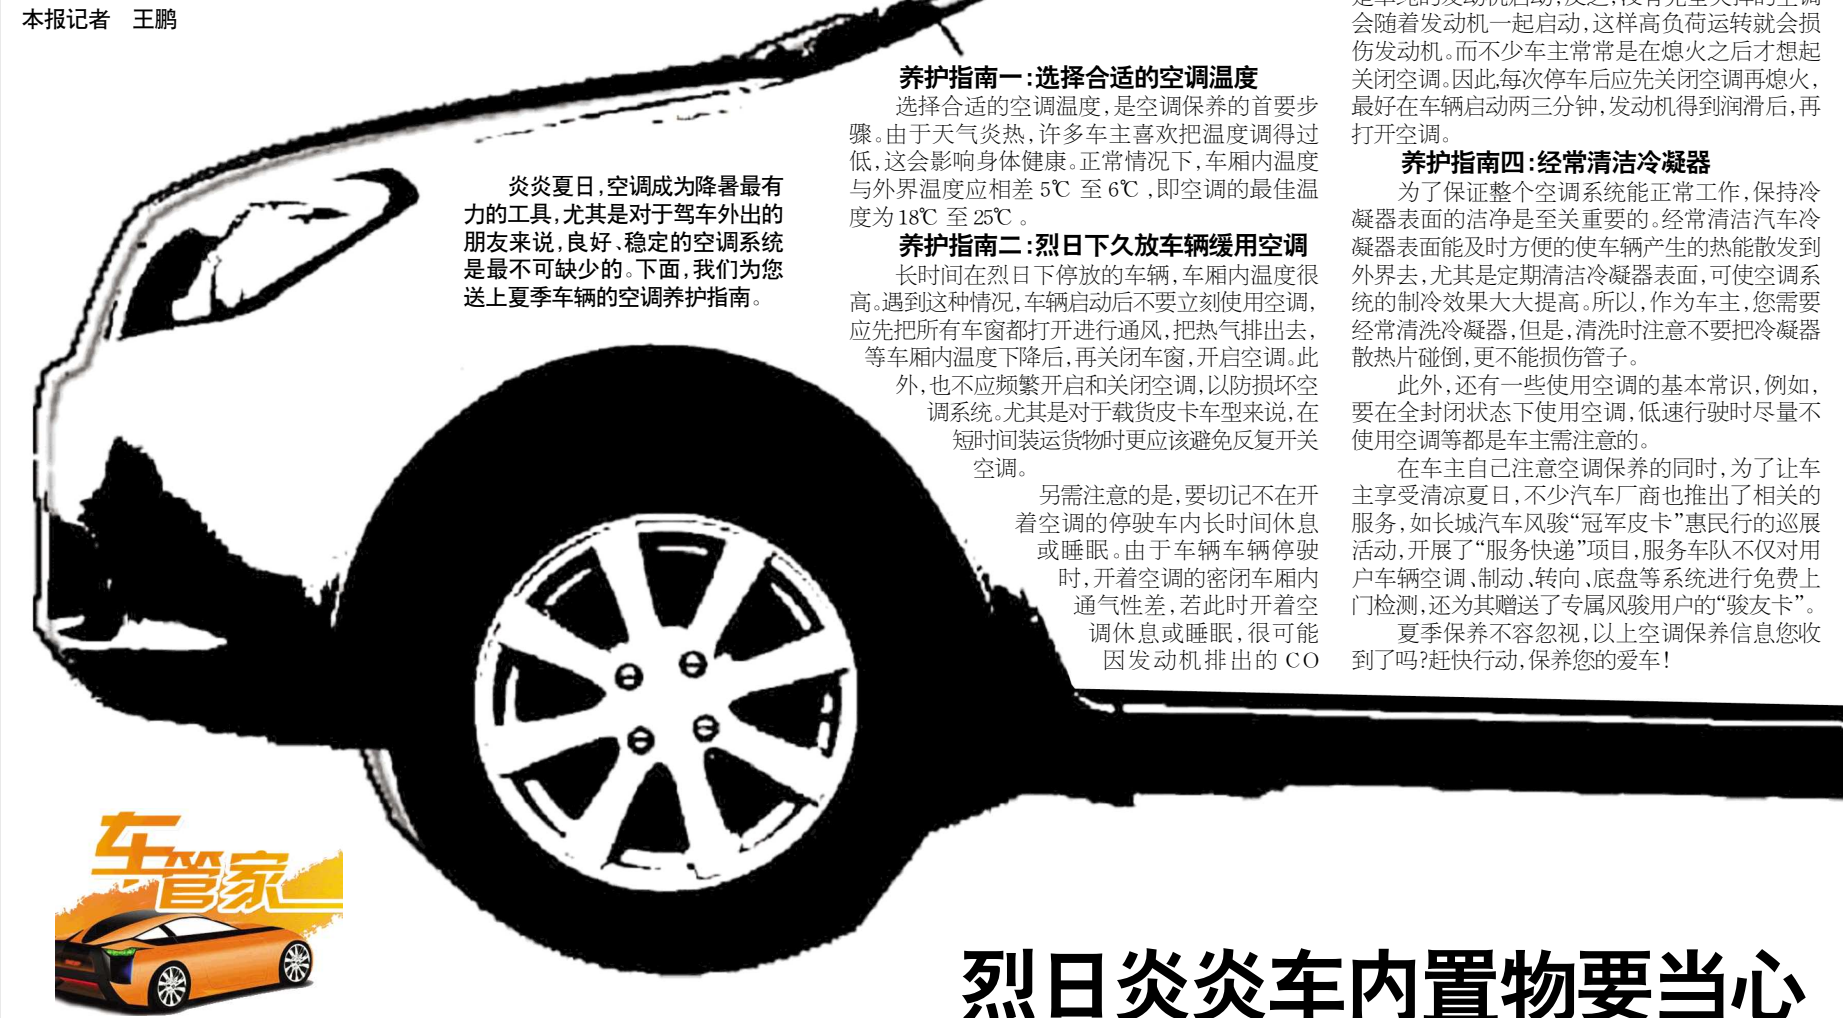 本报记者 王鹏
炎炎夏日，空调成为降暑最有
力的工具，尤其是对于驾车外出的
朋友来说，良好、稳定的空调系统
是最不可缺少的。下面，我们为您
送上夏季车辆的空调养护指南。
养护指南一：选择合适的空调温度
选择合适的空调温度，是空调保养的首要步
骤。由于天气炎热，许多车主喜欢把温度调得过
低，这会影响身体健康。正常情况下，车厢内温度
与外界温度应相差 5℃ 至 6℃，即空调的最佳温
度为 18℃ 至 25℃。
养护指南二：烈日下久放车辆缓用空调
长时间在烈日下停放的车辆，车厢内温度很
高。遇到这种情况，车辆启动后不要立刻使用空调，
应先把所有车窗都打开进行通风，把热气排出去，
等车厢内温度下降后，再关闭车窗，开启空调。此
外，也不应频繁开启和关闭空调，以防损坏空
调系统。尤其是对于载货皮卡车型来说，在
短时间装运货物时更应该避免反复开关
空调。
另需注意的是，要切记不在开
着空调的停驶车内长时间休息
或睡眠。由于车辆车辆停驶
时，开着空调的密闭车厢内
通气性差，若此时开着空
调休息或睡眠，很可能
因发动机排出的 CO
是单纯的发动机启动，反之，没有完全关掉的空调
会随着发动机一起启动，这样高负荷运转就会损
伤发动机。而不少车主常常是在熄火之后才想起
关闭空调。因此，每次停车后应先关闭空调再熄火，
最好在车辆启动两三分钟，发动机得到润滑后，再
打开空调。
养护指南四：经常清洁冷凝器
为了保证整个空调系统能正常工作，保持冷
凝器表面的洁净是至关重要的。经常清洁汽车冷
凝器表面能及时方便的使车辆产生的热能散发到
外界去，尤其是定期清洁冷凝器表面，可使空调系
统的制冷效果大大提高。所以，作为车主，您需要
经常清洗冷凝器，但是，清洗时注意不要把冷凝器
散热片碰倒，更不能损伤管子。
此外，还有一些使用空调的基本常识，例如，
要在全封闭状态下使用空调，低速行驶时尽量不
使用空调等都是车主需注意的。
在车主自己注意空调保养的同时，为了让车
主享受清凉夏日，不少汽车厂商也推出了相关的
服务，如长城汽车风骏“冠军皮卡”惠民行的巡展
活动，开展了“服务快递”项目，服务车队不仅对用
户车辆空调、制动、转向、底盘等系统进行免费上
门检测，还为其赠送了专属风骏用户的“骏友卡”。
夏季保养不容忽视，以上空调保养信息您收
到了吗？赶快行动，保养您的爱车！
车管家
烈日炎炎车内置物要当心